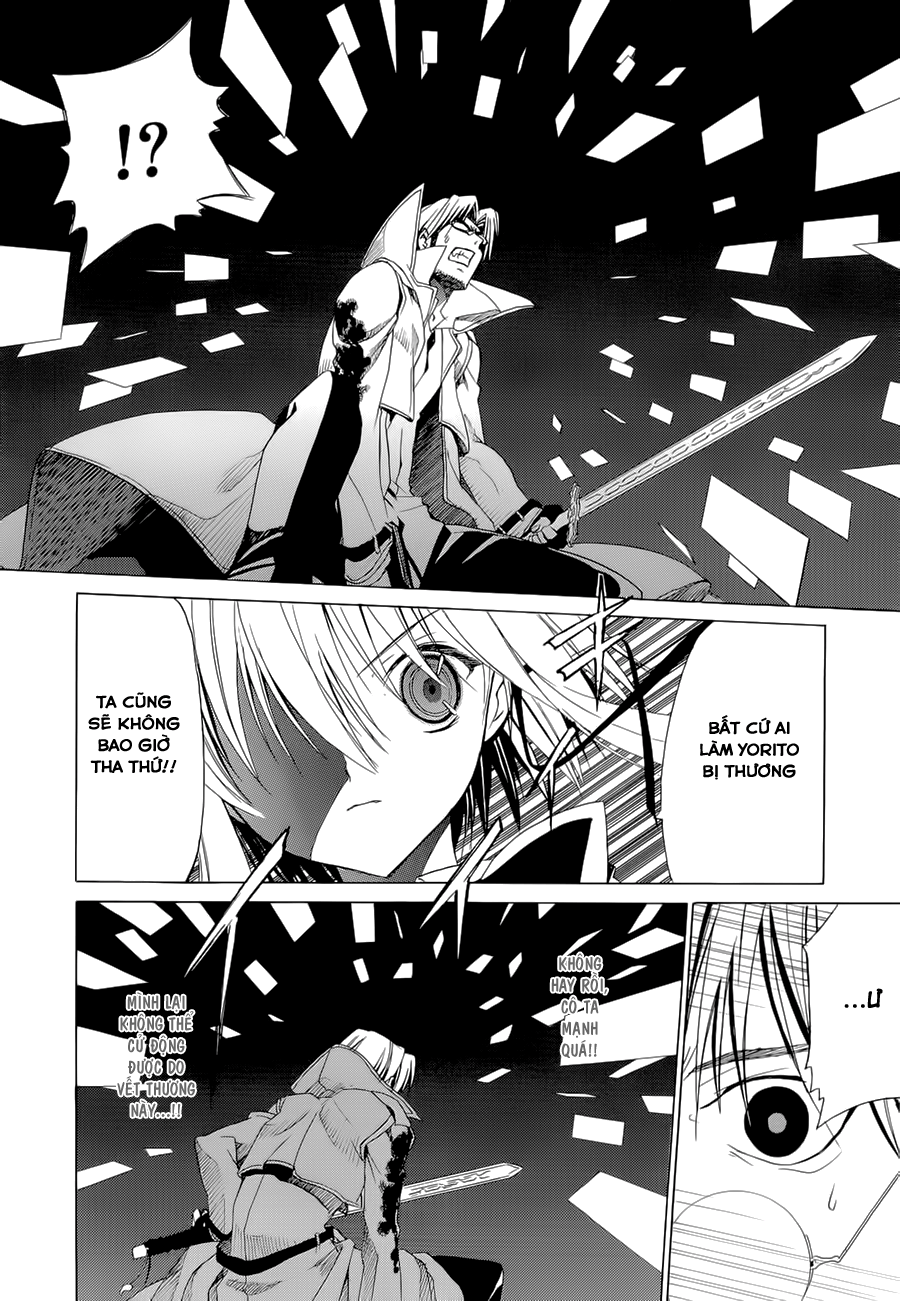 !?
BẤT CỨ AI
LÀM YORITO
BỊ THƯƠNG
TA CŨNG
SẼ KHÔNG
BAO GIỜ
THA THỨ!!
...Ư
KHÔNG
HAY RỒI,
CÔ TA
MẠNH
QUÁ!!
MÌNH LẠI
KHÔNG THỂ
CỬ ĐỘNG
ĐƯỢC DO
VẾT THƯƠNG
NÀY...!!